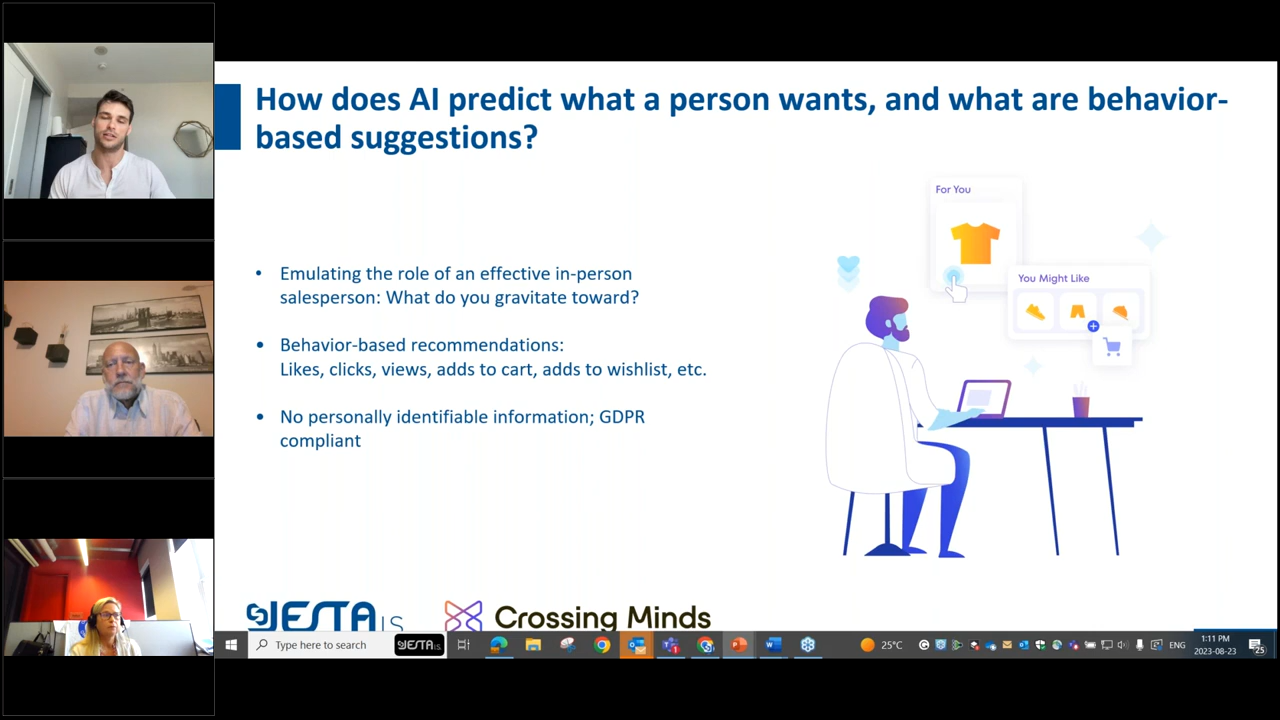 How does AI predict what a person wants, and what are behavior-
based suggestions?
• Emulating the role of an effective in-person
salesperson: What do you gravitate toward?
• Behavior-based recommendations:
Likes, clicks, views, adds to cart, adds to wishlist, etc.
• No personally identifiable information; GDPR
compliant
For You
You Might Like
JESTA I.S.
Crossing Minds
Type here to search
JESTA I.S.
25°C
ENG
1:11 PM
2023-08-23
25